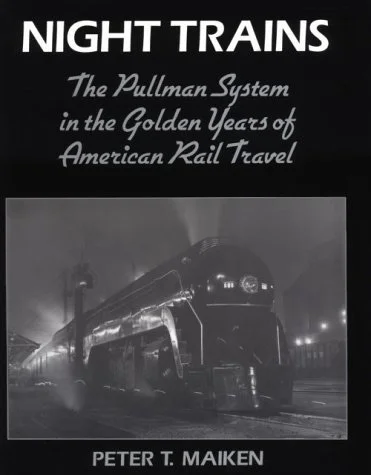 NIGHT TRAINS
The Pullman System
in the Golden Years of
American Rail Travel
PETER T. MAIKEN